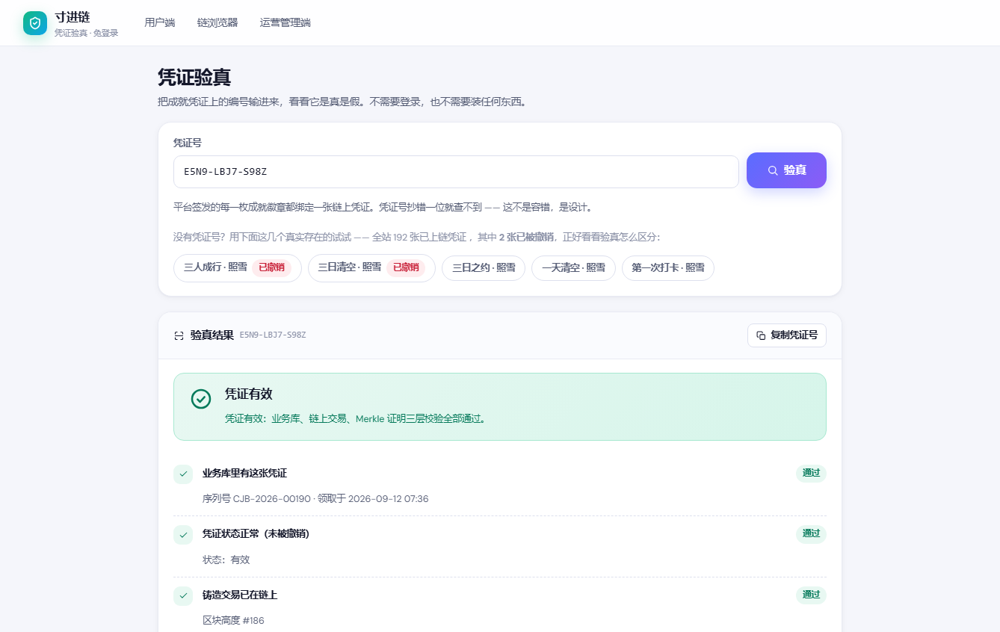 寸进链
凭证验真 · 免登录
用户端 链浏览器 运营管理端
凭证验真
把成就凭证上的编号输进来，看看它是真是假。不需要登录，也不需要装任何东西。
凭证号
E5N9-LBJ7-S98Z
验真
平台签发的每一枚成就徽章都绑定一张链上凭证。凭证号抄错一位就查不到 —— 这不是容错，是设计。
没有凭证号？用下面这几个真实存在的试试 —— 全站 192 张已上链凭证 ，其中 2 张已被撤销，正好看看验真怎么区分：
三人成行 · 照雪 已撤销 三日清空 · 照雪 已撤销 三日之约 · 照雪 一天清空 · 照雪 第一次打卡 · 照雪
验真结果 E5N9-LBJ7-S98Z 复制凭证号
凭证有效
凭证有效：业务库、链上交易、Merkle 证明三层校验全部通过。
业务库里有这张凭证 通过
序列号 CJB-2026-00190 · 领取于 2026-09-12 07:36
凭证状态正常（未被撤销） 通过
状态：有效
铸造交易已在链上 通过
区块高度 #186